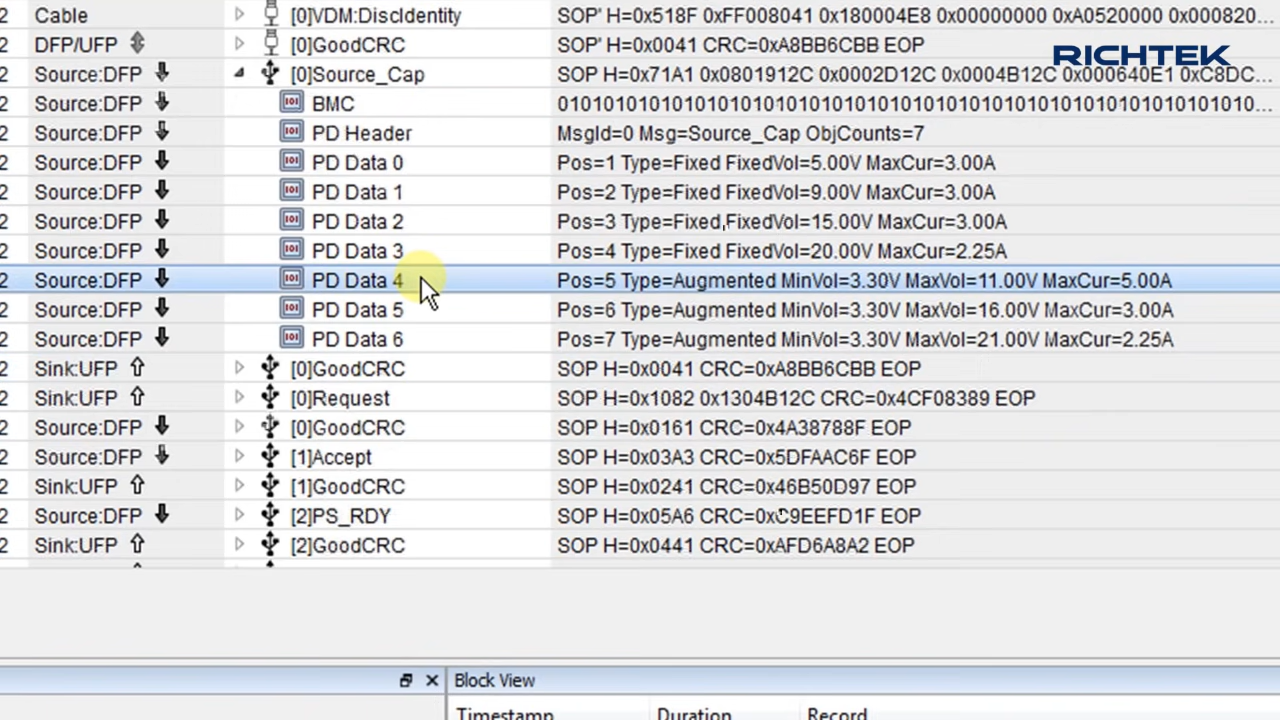 RICHTEK
2 Cable [0]VDM:DiscIdentity SOP' H=0x518F 0xFF008041 0x180004E8 0x00000000 0xA0520000 0x000820...
2 DFP/UFP [0]GoodCRC SOP' H=0x0041 CRC=0xA8BB6CBB EOP
2 Source:DFP [0]Source_Cap SOP H=0x71A1 0x0801912C 0x0002D12C 0x0004B12C 0x000640E1 0xC8DC...
2 Source:DFP BMC 0101010101010101010101010101010101010101010101010101010101010...
2 Source:DFP PD Header MsgId=0 Msg=Source_Cap ObjCounts=7
2 Source:DFP PD Data 0 Pos=1 Type=Fixed FixedVol=5.00V MaxCur=3.00A
2 Source:DFP PD Data 1 Pos=2 Type=Fixed FixedVol=9.00V MaxCur=3.00A
2 Source:DFP PD Data 2 Pos=3 Type=Fixed FixedVol=15.00V MaxCur=3.00A
2 Source:DFP PD Data 3 Pos=4 Type=Fixed FixedVol=20.00V MaxCur=2.25A
2 Source:DFP PD Data 4 Pos=5 Type=Augmented MinVol=3.30V MaxVol=11.00V MaxCur=5.00A
2 Source:DFP PD Data 5 Pos=6 Type=Augmented MinVol=3.30V MaxVol=16.00V MaxCur=3.00A
2 Source:DFP PD Data 6 Pos=7 Type=Augmented MinVol=3.30V MaxVol=21.00V MaxCur=2.25A
2 Sink:UFP [0]GoodCRC SOP H=0x0041 CRC=0xA8BB6CBB EOP
2 Sink:UFP [0]Request SOP H=0x1082 0x1304B12C CRC=0x4CF08389 EOP
2 Source:DFP [0]GoodCRC SOP H=0x0161 CRC=0x4A38788F EOP
2 Source:DFP [1]Accept SOP H=0x03A3 CRC=0x5DFAAC6F EOP
2 Sink:UFP [1]GoodCRC SOP H=0x0241 CRC=0x46B50D97 EOP
2 Source:DFP [2]PS_RDY SOP H=0x05A6 CRC=0xC9EEFD1F EOP
2 Sink:UFP [2]GoodCRC SOP H=0x0441 CRC=0xAFD6A8A2 EOP
Block View
Timestamp Duration Record